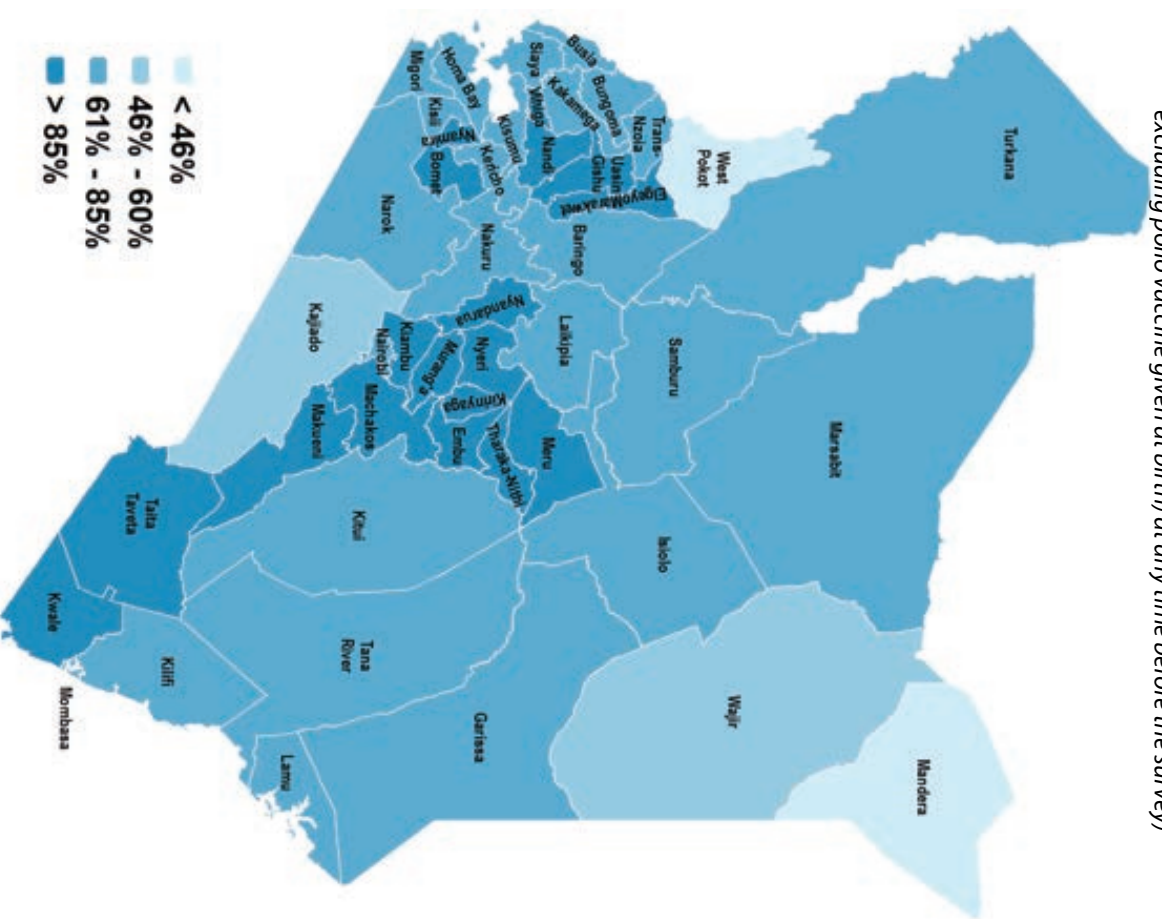 excluding polio vaccine given at birth) at any time before the survey)
Turkana
Marsabit
Mandera
West
Pokot
Samburu
Wajir
Isiolo
Trans-
Nzoia
Bungoma
Busia
Kakamega
Uasin
Gishu
ElgeyoMarakwet
Baringo
Siaya
Vihiga
Nandi
Laikipia
Meru
Kisumu
Kericho
Nakuru
Nyandarua
Nyeri
Kirinyaga
Tharaka-Nithi
Embu
Garissa
Homa Bay
Kisii
Nyamira
Bomet
Migori
Narok
Murang'a
Kiambu
Nairobi
Machakos
Kitui
Tana
River
Kajiado
Makueni
Lamu
Taita
Taveta
Kilifi
Kwale
Mombasa
< 46%
46% - 60%
61% - 85%
> 85%